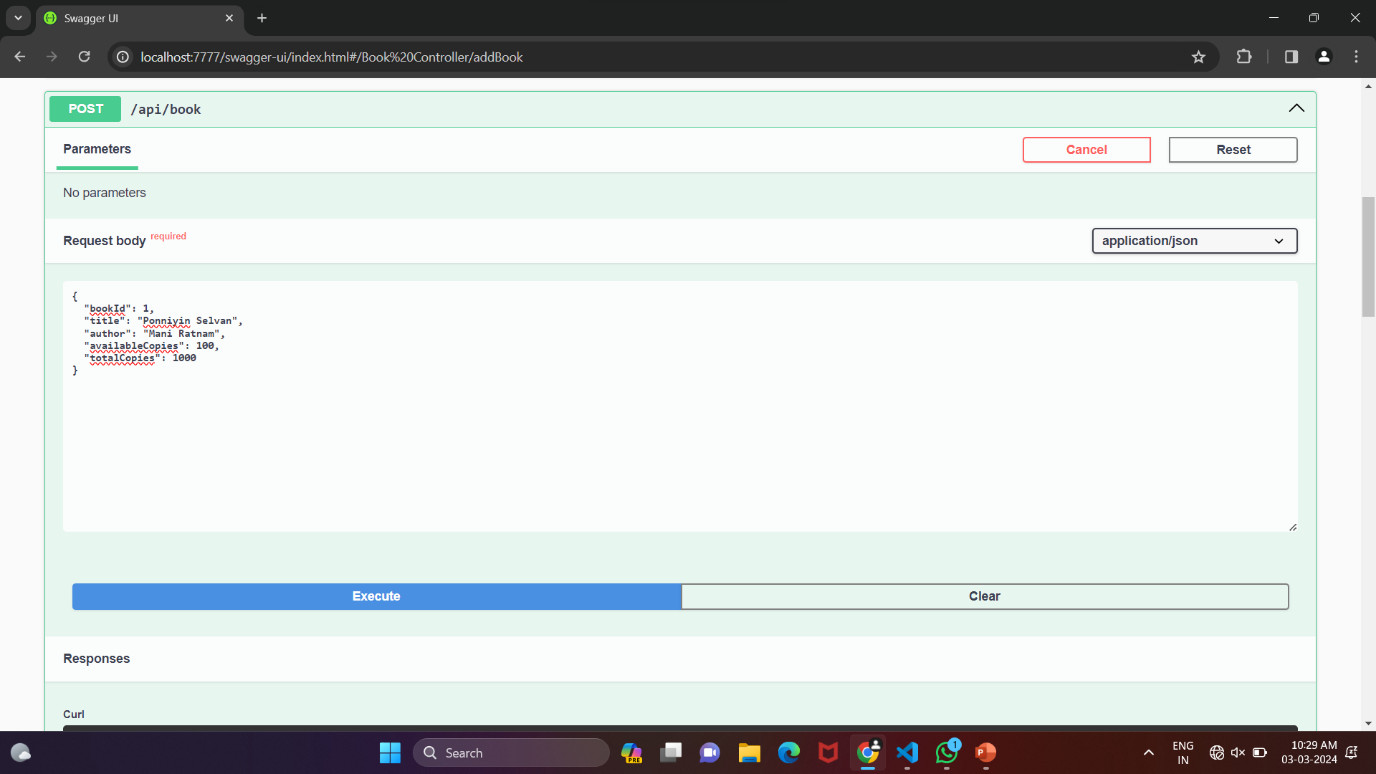 Swagger UI
localhost:7777/swagger-ui/index.html#/Book%20Controller/addBook
POST /api/book
Parameters
Cancel
Reset
No parameters
Request body required
application/json
{
"bookId": 1,
"title": "Ponniyin Selvan",
"author": "Mani Ratnam",
"availableCopies": 100,
"totalCopies": 1000
}
Execute
Clear
Responses
Curl
Search
PRE
1
ENG
IN
10:29 AM
03-03-2024